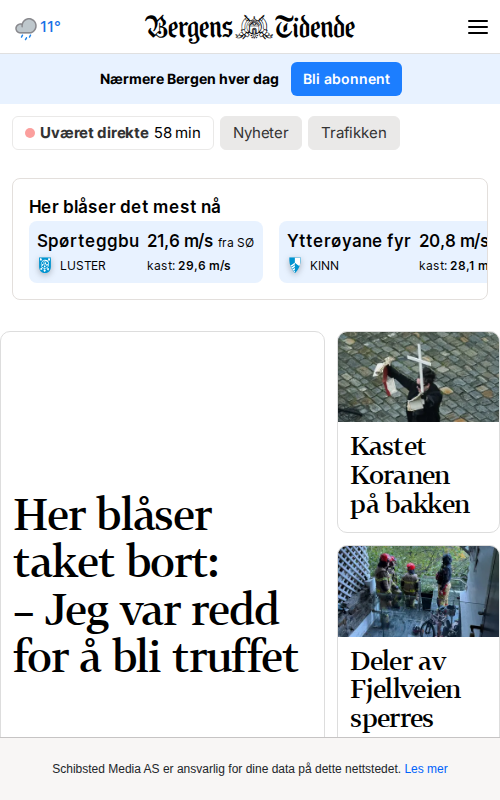 11°
Bergens Tidende
Nærmere Bergen hver dag
Bli abonnent
Uværet direkte 58 min
Nyheter
Trafikken
Her blåser det mest nå
Spørteggbu 21,6 m/s fra SØ
LUSTER kast: 29,6 m/s
Ytterøyane fyr 20,8 m/s
KINN kast: 28,1 m
Her blåser
taket bort:
– Jeg var redd
for å bli truffet
Kastet
Koranen
på bakken
Deler av
Fjellveien
sperres
Schibsted Media AS er ansvarlig for dine data på dette nettstedet. Les mer